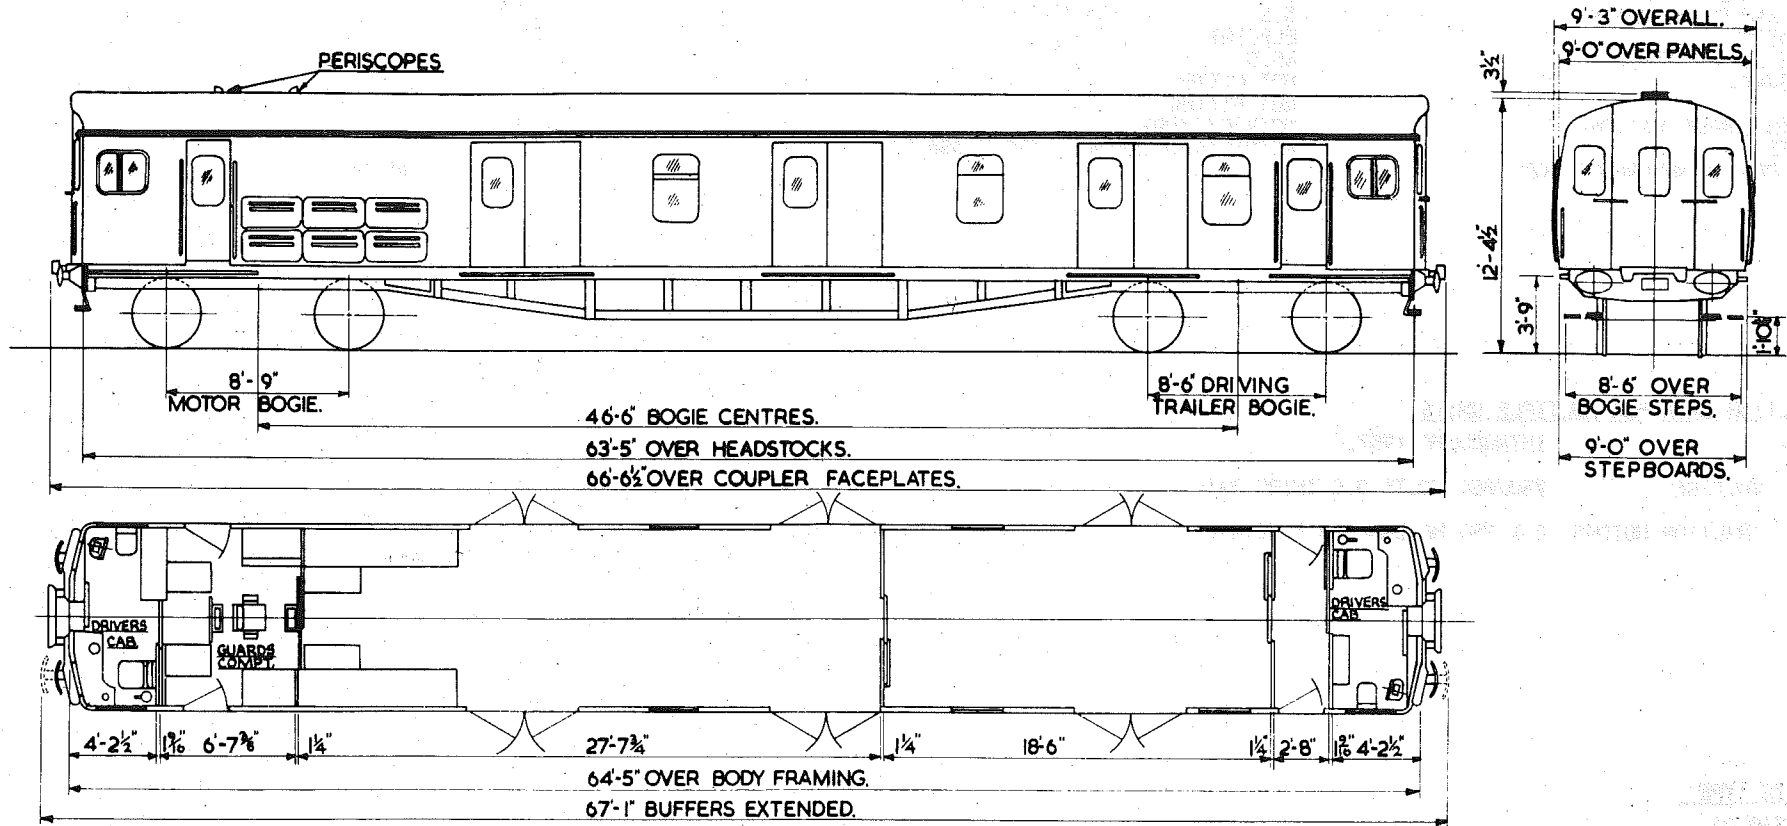 PERISCOPES
9'-3" OVERALL.
9'-0" OVER PANELS.
3½"
12'-4½"
3'-9"
1'-10½"
8'-9"
MOTOR BOGIE.
8'-6" DRIVING
TRAILER BOGIE.
46'-6" BOGIE CENTRES.
63'-5" OVER HEADSTOCKS.
66'-6½" OVER COUPLER FACEPLATES.
8'-6" OVER
BOGIE STEPS.
9'-0" OVER
STEPBOARDS.
DRIVERS
CAB
GUARDS
COMPT.
DRIVERS
CAB
4'-2½"
1 9/16"
6'-7⅜"
1¼"
27'-7¾"
1¼"
18'-6"
1¼"
2'-8"
1 9/16"
4'-2½"
64'-5" OVER BODY FRAMING.
67'-1" BUFFERS EXTENDED.